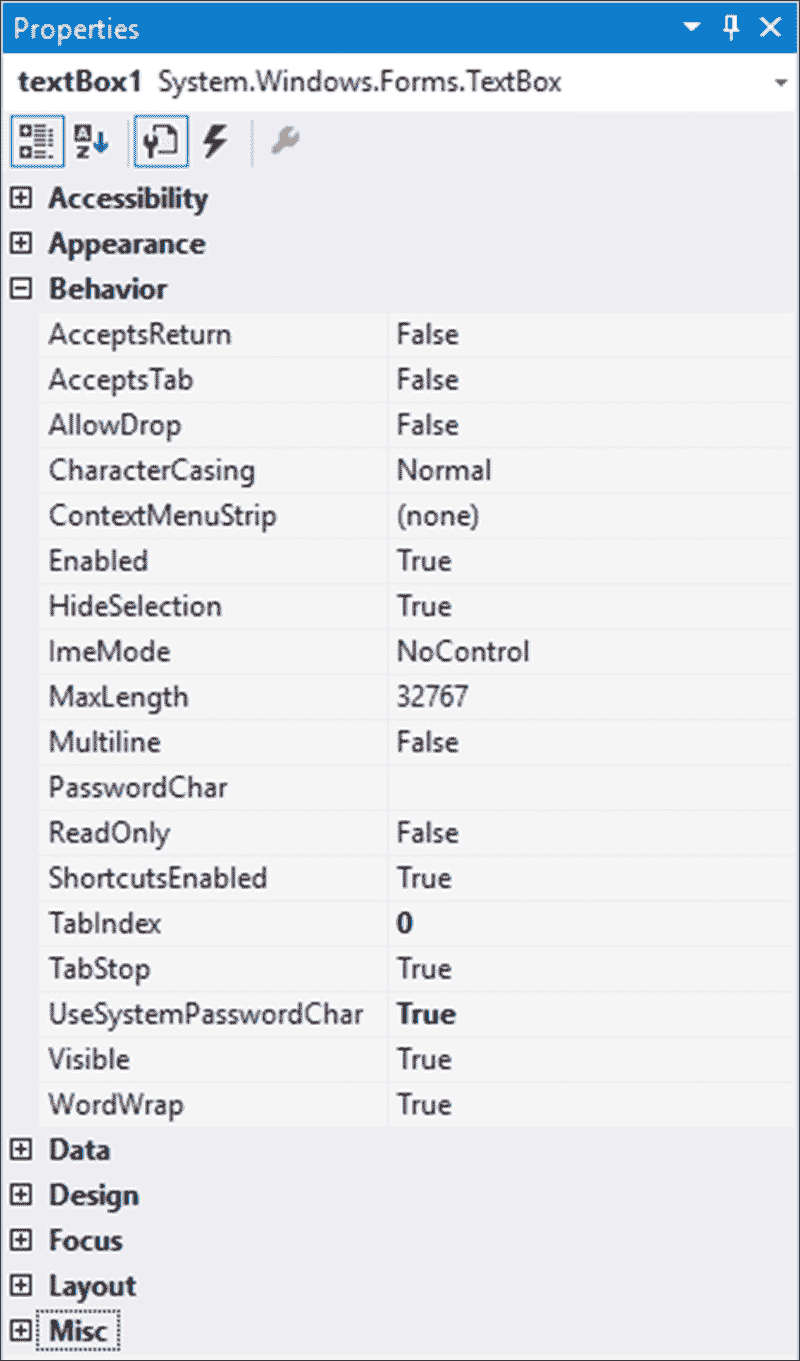 Properties
textBox1 System.Windows.Forms.TextBox
Accessibility
Appearance
Behavior
AcceptsReturn False
AcceptsTab False
AllowDrop False
CharacterCasing Normal
ContextMenuStrip (none)
Enabled True
HideSelection True
ImeMode NoControl
MaxLength 32767
Multiline False
PasswordChar
ReadOnly False
ShortcutsEnabled True
TabIndex 0
TabStop True
UseSystemPasswordChar True
Visible True
WordWrap True
Data
Design
Focus
Layout
Misc